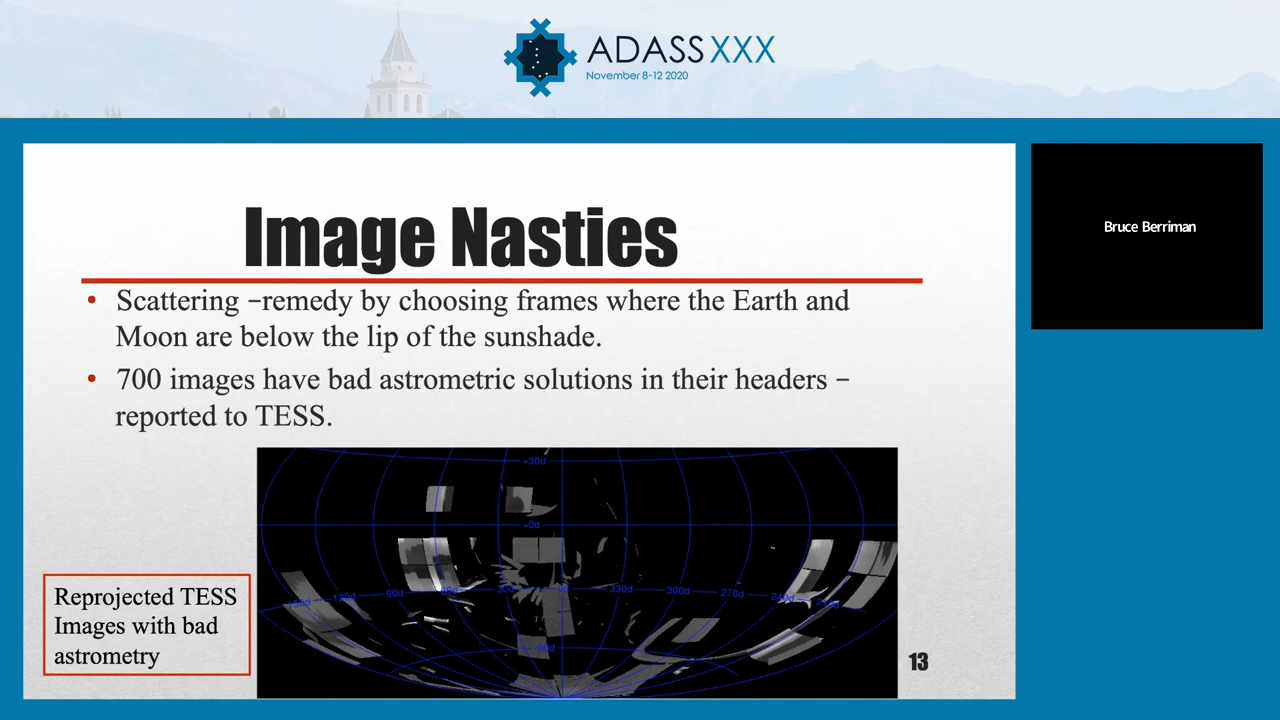 ADASS XXX
November 8-12 2020
Image Nasties
• Scattering –remedy by choosing frames where the Earth and
Moon are below the lip of the sunshade.
• 700 images have bad astrometric solutions in their headers –
reported to TESS.
Bruce Berriman
+30d
+0d
90d
330d
300d
270d
Reprojected TESS
Images with bad
astrometry
13